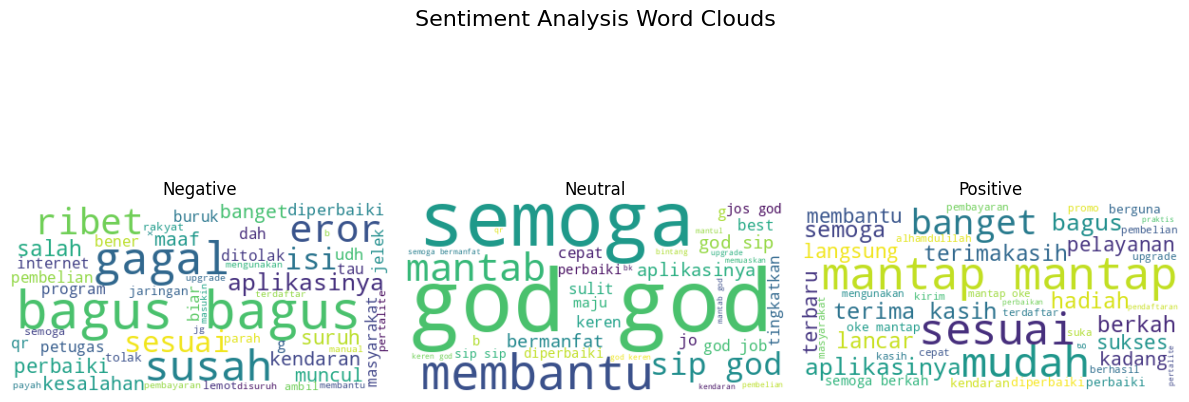 Sentiment Analysis Word Clouds
Negative
ribet
buruk
banget
diperbaiki
rakyat
salah
bener
maaf
dah
b
eror
internet
gagal
ditolak
isi
udh
jelek
pembelian
upgrade
tau
program
biar
masukin
mengunakan
aplikasinya
terdaftar
bagus bagus
semoga
jg
masyarakat
pertalite
qr
petugas
sesuai
parah
g
suruh
manual
perbaiki
tolak
susah
kendaran
muncul
payah
kesalahan
pembayaran
lemot
disuruh
ambil
membantu
jaringan
Neutral
semoga
g
jos god
qr
mantul
best
semoga bermanfat
cepat
bintang
god sip
mantab
perbaiki
bk
aplikasinya
upgrade
memuaskan
god god
sulit
maju
keren
mantab god
tingkatkan
bermanfat
jo
b
sip sip
diperbaiki
god job
keren god
god keren
membantu
sip god
kendaran
pembelian
Positive
membantu
pembayaran
promo
berguna
semoga
banget
bagus
praktis
pembelian
langsung
alhamdulilah
terimakasih
pelayanan
upgrade
mantap mantap
terbaru
mengunakan
kirim
mantap oke
hadiah
perbaikan
pendaftaran
masyarakat
terima kasih
terdaftar
oke mantap
sesuai
suka
berkah
lancar
kasih
cepat
bg
sukses
aplikasinya
mudah
kadang
berhasil
pertalite
semoga berkah
kendaran
diperbaiki
perbaiki